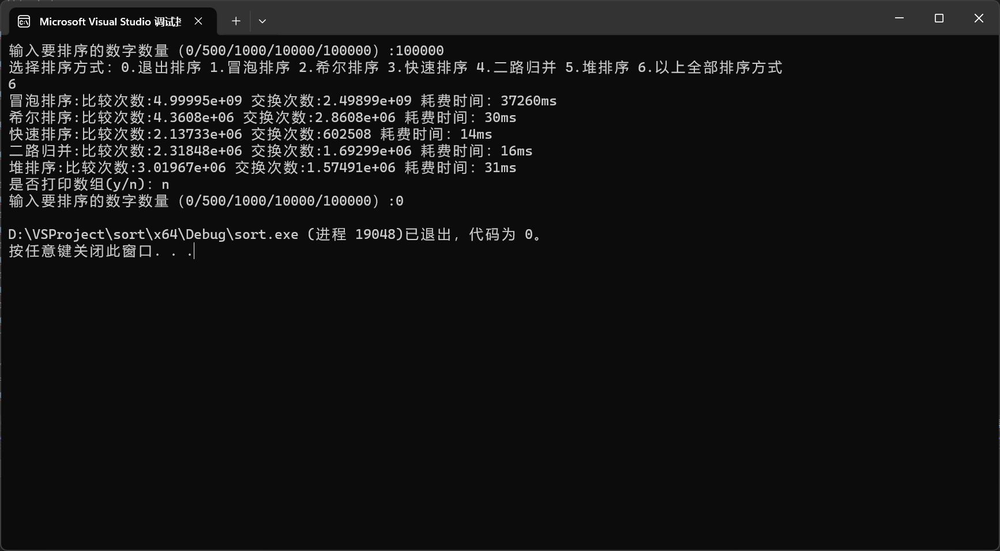 Microsoft Visual Studio 调试
输入要排序的数字数量（0/500/1000/10000/100000）:100000
选择排序方式：0.退出排序 1.冒泡排序 2.希尔排序 3.快速排序 4.二路归并 5.堆排序 6.以上全部排序方式
6
冒泡排序:比较次数:4.99995e+09 交换次数:2.49899e+09 耗费时间：37260ms
希尔排序:比较次数:4.3608e+06 交换次数:2.8608e+06 耗费时间：30ms
快速排序:比较次数:2.13733e+06 交换次数:602508 耗费时间：14ms
二路归并:比较次数:2.31848e+06 交换次数:1.69299e+06 耗费时间：16ms
堆排序:比较次数:3.01967e+06 交换次数:1.57491e+06 耗费时间：31ms
是否打印数组(y/n)：n
输入要排序的数字数量（0/500/1000/10000/100000）:0
D:\VSProject\sort\x64\Debug\sort.exe (进程 19048)已退出，代码为 0。
按任意键关闭此窗口. . .